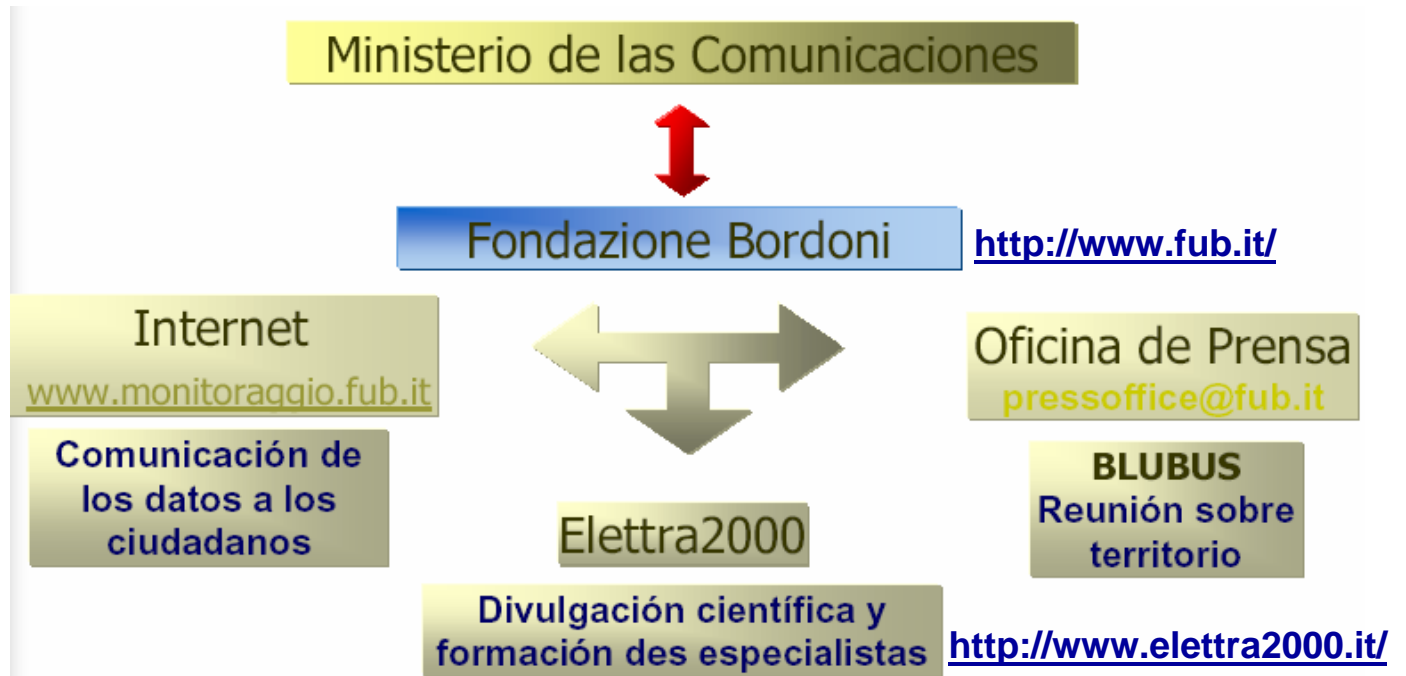 Ministerio de las Comunicaciones
Fondazione Bordoni
http://www.fub.it/
Internet
www.monitoraggio.fub.it
Comunicación de
los datos a los
ciudadanos
Elettra2000
Divulgación científica y
formación des especialistas
http://www.elettra2000.it/
Oficina de Prensa
pressoffice@fub.it
BLUBUS
Reunión sobre
territorio